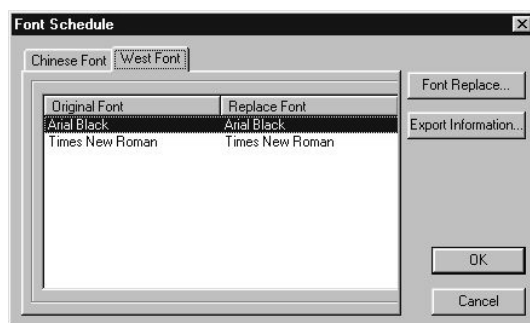 Font Schedule
Chinese Font West Font
Font Replace...
Original Font Replace Font
Arial Black Arial Black
Export Information...
Times New Roman Times New Roman
OK
Cancel